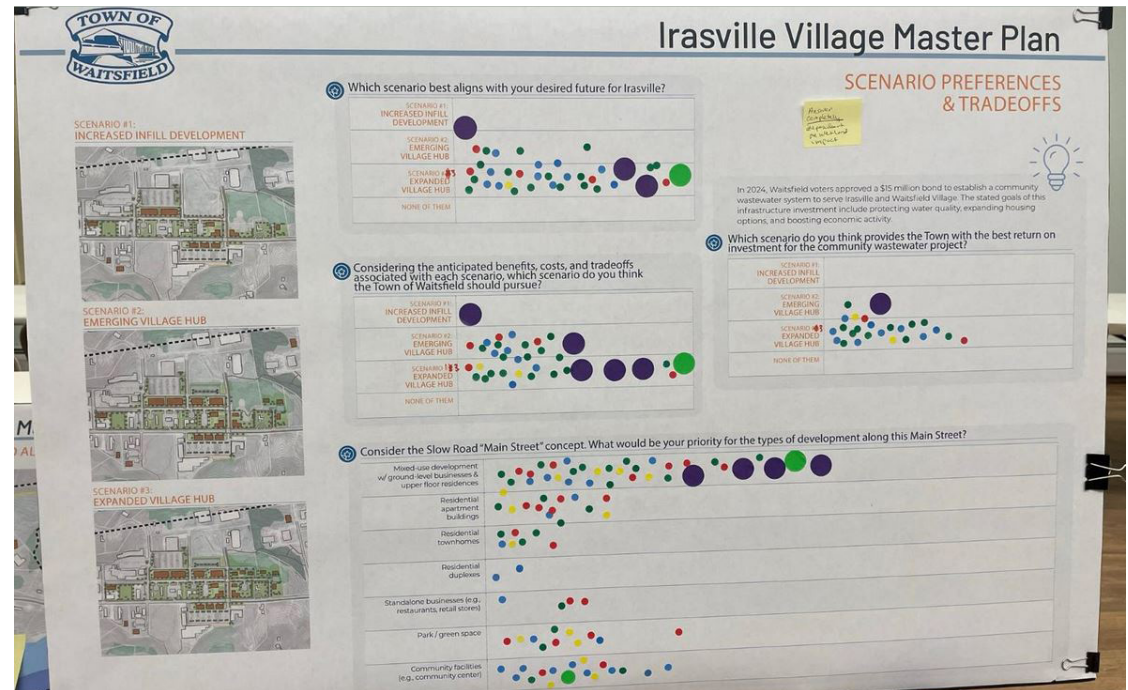 TOWN OF
WAITSFIELD
Irasville Village Master Plan
SCENARIO PREFERENCES
& TRADEOFFS
SCENARIO #1:
INCREASED INFILL DEVELOPMENT
SCENARIO #2:
EMERGING VILLAGE HUB
SCENARIO #3:
EXPANDED VILLAGE HUB
Which scenario best aligns with your desired future for Irasville?
SCENARIO #1:
INCREASED INFILL
DEVELOPMENT
SCENARIO #2:
EMERGING
VILLAGE HUB
SCENARIO #3
EXPANDED
VILLAGE HUB
NONE OF THEM
Considering the anticipated benefits, costs, and tradeoffs
associated with each scenario, which scenario do you think
the Town of Waitsfield should pursue?
SCENARIO #1:
INCREASED INFILL
DEVELOPMENT
SCENARIO #2:
EMERGING
VILLAGE HUB
SCENARIO #3
EXPANDED
VILLAGE HUB
NONE OF THEM
Answer
completely
dependent
on wetland
impact
In 2024, Waitsfield voters approved a $15 million bond to establish a community
wastewater system to serve Irasville and Waitsfield Village. The stated goals of this
infrastructure investment include protecting water quality, expanding housing
options, and boosting economic activity.
Which scenario do you think provides the Town with the best return on
investment for the community wastewater project?
SCENARIO #1:
INCREASED INFILL
DEVELOPMENT
SCENARIO #2:
EMERGING
VILLAGE HUB
SCENARIO #3
EXPANDED
VILLAGE HUB
NONE OF THEM
Consider the Slow Road "Main Street" concept. What would be your priority for the types of development along this Main Street?
Mixed-use development
w/ ground-level businesses &
upper floor residences
Residential
apartment
buildings
Residential
townhomes
Residential
duplexes
Standalone businesses (e.g.,
restaurants, retail stores)
Park / green space
Community facilities
(e.g., community center)